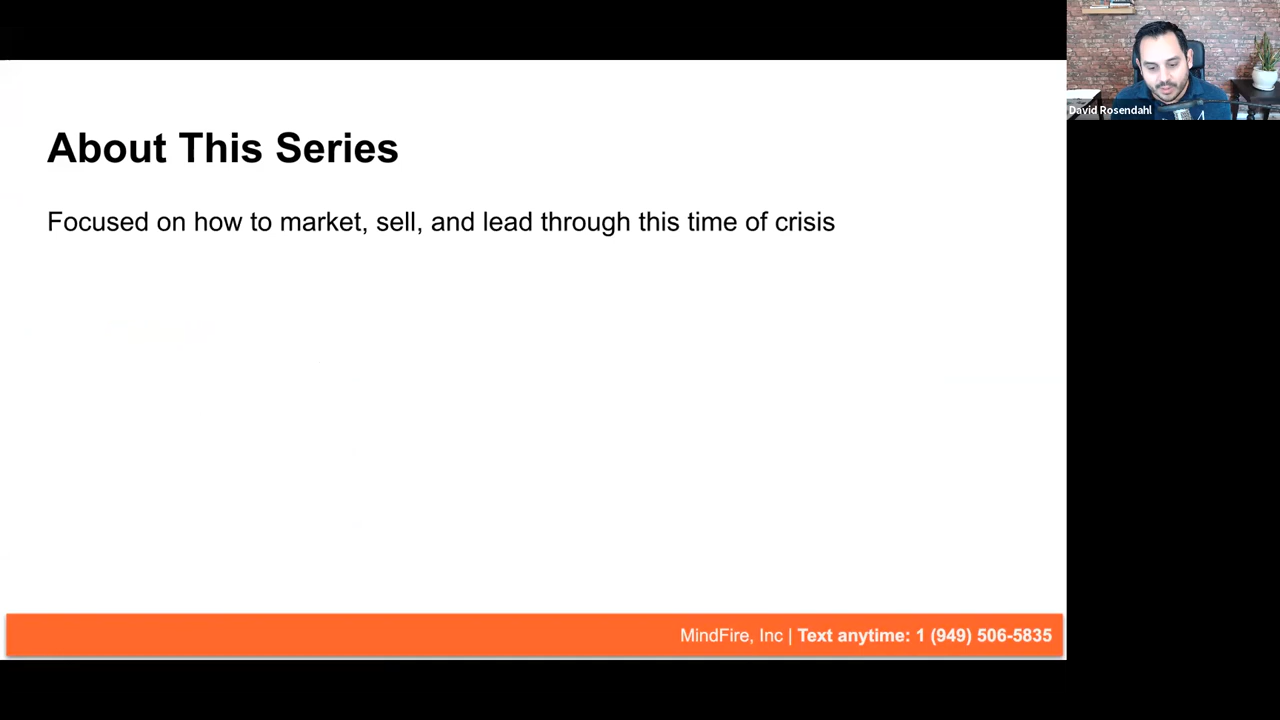 David Rosendahl
About This Series
Focused on how to market, sell, and lead through this time of crisis
MindFire, Inc | Text anytime: 1 (949) 506-5835